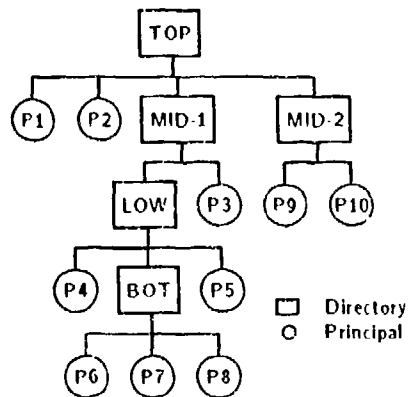 TOP
P1 P2 MID-1 MID-2
LOW P3 P9 P10
P4 BOT P5
Directory
Principal
P6 P7 P8